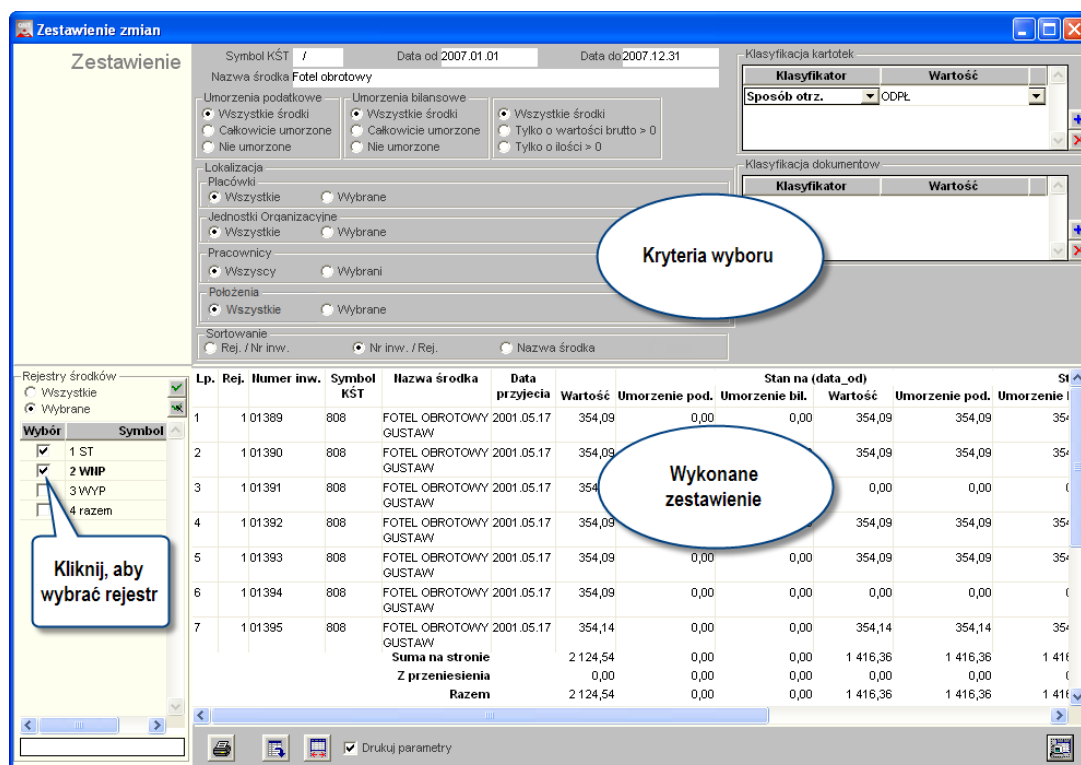 Zestawienie zmian
Zestawienie
Symbol KŚT / Data od 2007.01.01 Data do 2007.12.31
Nazwa środka Fotel obrotowy
Umorzenia podatkowe
Wszystkie środki
Całkowicie umorzone
Nie umorzone
Umorzenia bilansowe
Wszystkie środki
Całkowicie umorzone
Nie umorzone
Wszystkie środki
Tylko o wartości brutto > 0
Tylko o ilości > 0
Klasyfikacja kartotek
Klasyfikator Wartość
Sposób otrz. ODPŁ
Klasyfikacja dokumentow
Klasyfikator Wartość
Lokalizacja
Placówki
Wszystkie Wybrane
Jednostki Organizacyjne
Wszystkie Wybrane
Pracownicy
Wszyscy Wybrani
Położenia
Wszystkie Wybrane
Sortowanie
Rej. / Nr inw. Nr inw. / Rej. Nazwa środka
Kryteria wyboru
Rejestry środków
Wszystkie
Wybrane
Wybór Symbol
1 ST
2 WNP
3 WYP
4 razem
Kliknij, aby
wybrać rejestr
Lp. Rej. Numer inw. Symbol KŚT Nazwa środka Data przyjecia Stan na (data_od)
Wartość Umorzenie pod. Umorzenie bil. Wartość Umorzenie pod. Umorzenie
1 1 01389 808 FOTEL OBROTOWY 2001.05.17 354,09 0,00 0,00 354,09 354,09 354
GUSTAW
2 1 01390 808 FOTEL OBROTOWY 2001.05.17 354,09 354,09 354,09 354
GUSTAW
3 1 01391 808 FOTEL OBROTOWY 2001.05.17 354 0,00 0,00
GUSTAW
4 1 01392 808 FOTEL OBROTOWY 2001.05.17 354,09 354,09 354,09 354
GUSTAW
5 1 01393 808 FOTEL OBROTOWY 2001.05.17 354,09 0,00 0,00 354,09 354,09 354
GUSTAW
6 1 01394 808 FOTEL OBROTOWY 2001.05.17 354,09 0,00 0,00 0,00 0,00
GUSTAW
7 1 01395 808 FOTEL OBROTOWY 2001.05.17 354,14 0,00 0,00 354,14 354,14 354
GUSTAW
Suma na stronie 2 124,54 0,00 0,00 1 416,36 1 416,36 1 416
Z przeniesienia 0,00 0,00 0,00 0,00 0,00
Razem 2 124,54 0,00 0,00 1 416,36 1 416,36 1 416
Wykonane
zestawienie
Drukuj parametry